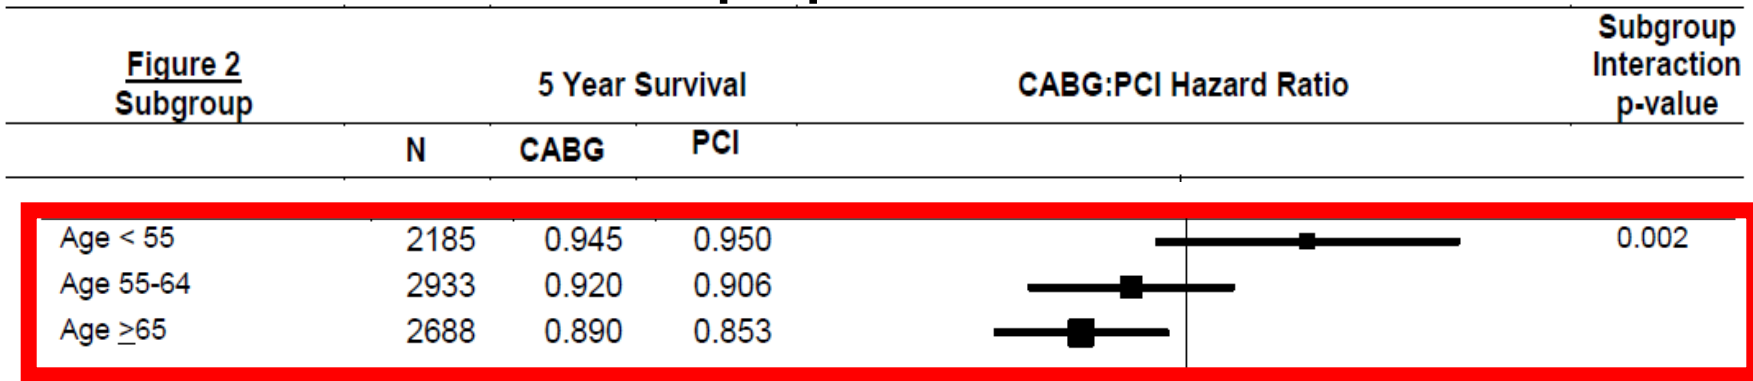 Figure 2
Subgroup
5 Year Survival
CABG:PCI Hazard Ratio
Subgroup
Interaction
p-value
N CABG PCI
Age < 55 2185 0.945 0.950 0.002
Age 55-64 2933 0.920 0.906
Age ≥65 2688 0.890 0.853